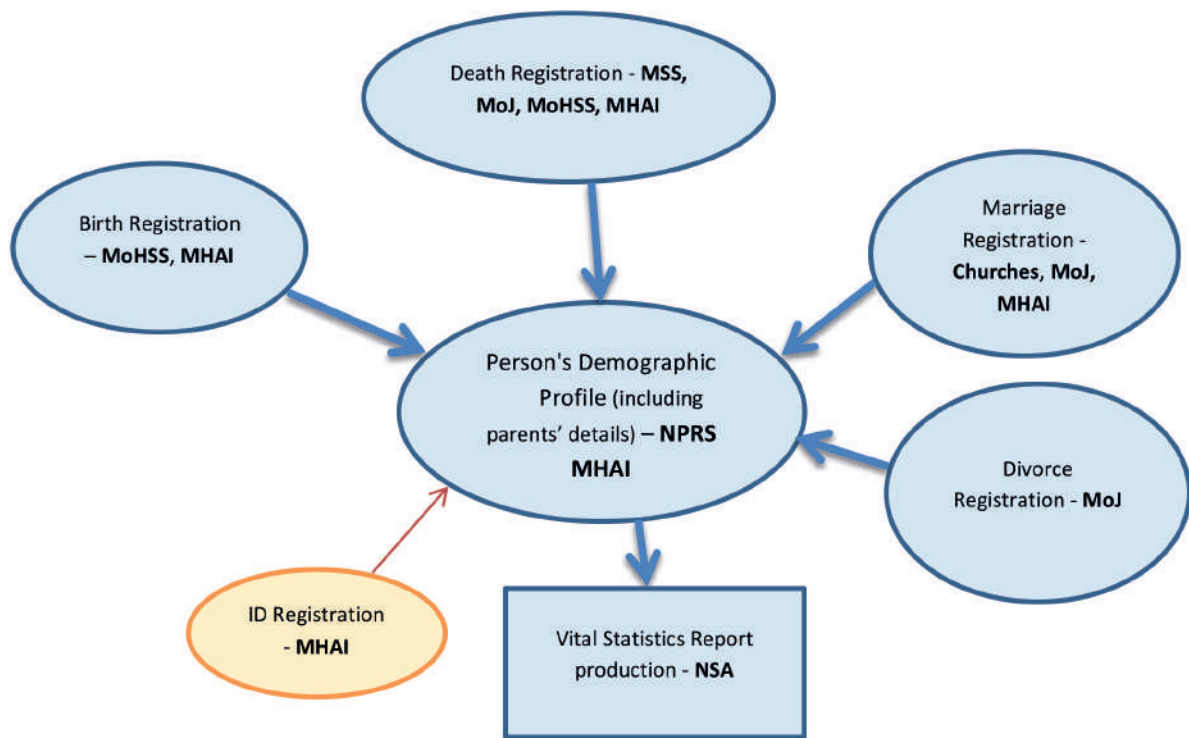 Death Registration - MSS,
MoJ, MoHSS, MHAI
Birth Registration
– MoHSS, MHAI
Marriage
Registration -
Churches, MoJ,
MHAI
Person's Demographic
Profile (including
parents’ details) – NPRS
MHAI
Divorce
Registration - MoJ
ID Registration
- MHAI
Vital Statistics Report
production - NSA